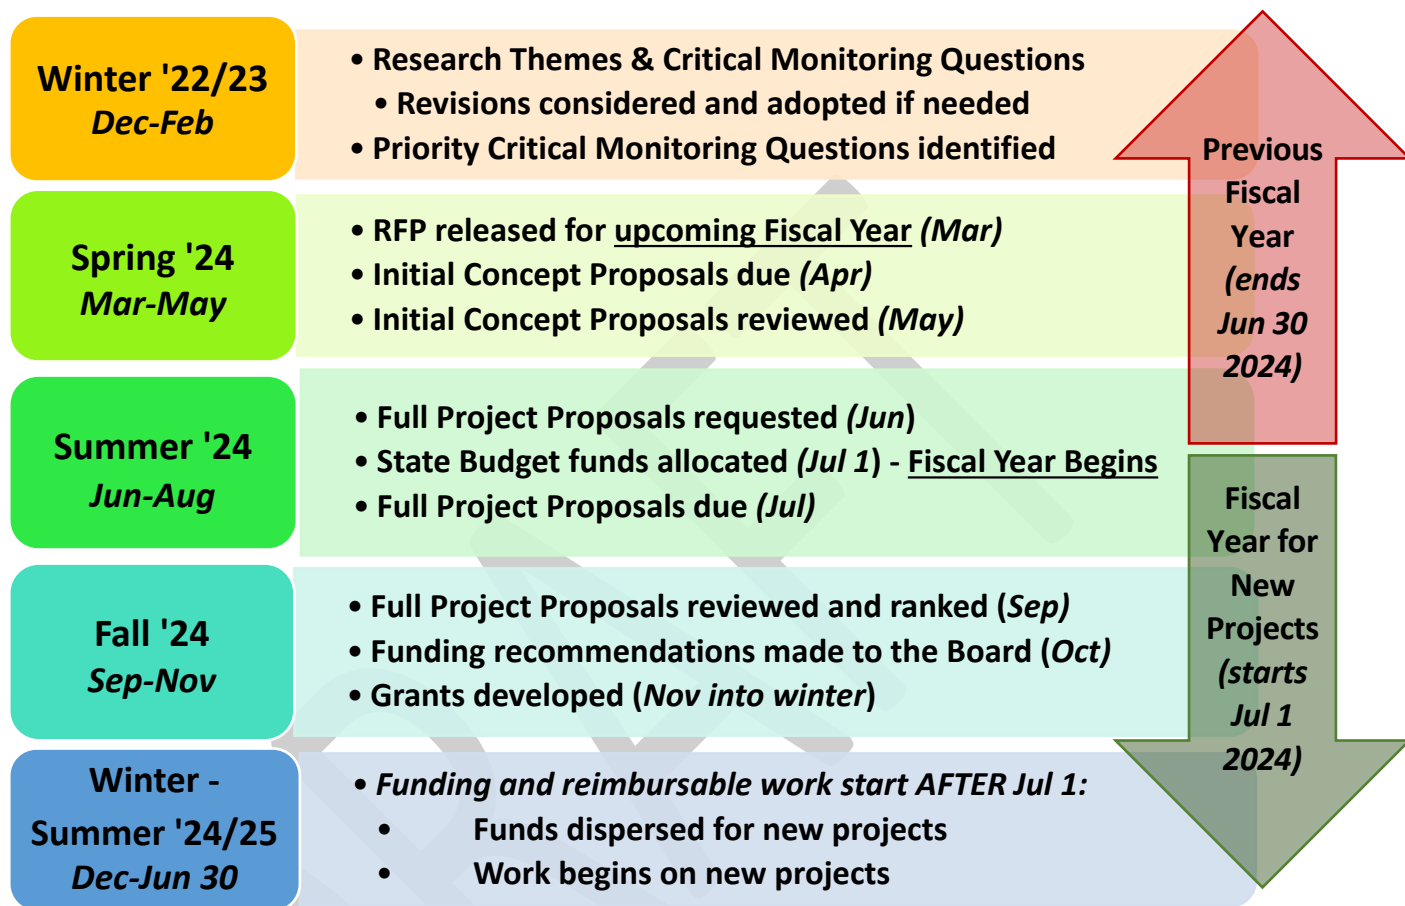 Winter '22/23
Dec-Feb
• Research Themes & Critical Monitoring Questions
• Revisions considered and adopted if needed
• Priority Critical Monitoring Questions identified
Spring '24
Mar-May
• RFP released for upcoming Fiscal Year (Mar)
• Initial Concept Proposals due (Apr)
• Initial Concept Proposals reviewed (May)
Summer '24
Jun-Aug
• Full Project Proposals requested (Jun)
• State Budget funds allocated (Jul 1) - Fiscal Year Begins
• Full Project Proposals due (Jul)
Fall '24
Sep-Nov
• Full Project Proposals reviewed and ranked (Sep)
• Funding recommendations made to the Board (Oct)
• Grants developed (Nov into winter)
Winter -
Summer '24/25
Dec-Jun 30
• Funding and reimbursable work start AFTER Jul 1:
• Funds dispersed for new projects
• Work begins on new projects
Previous
Fiscal
Year
(ends
Jun 30
2024)
Fiscal
Year for
New
Projects
(starts
Jul 1
2024)
DRAFT